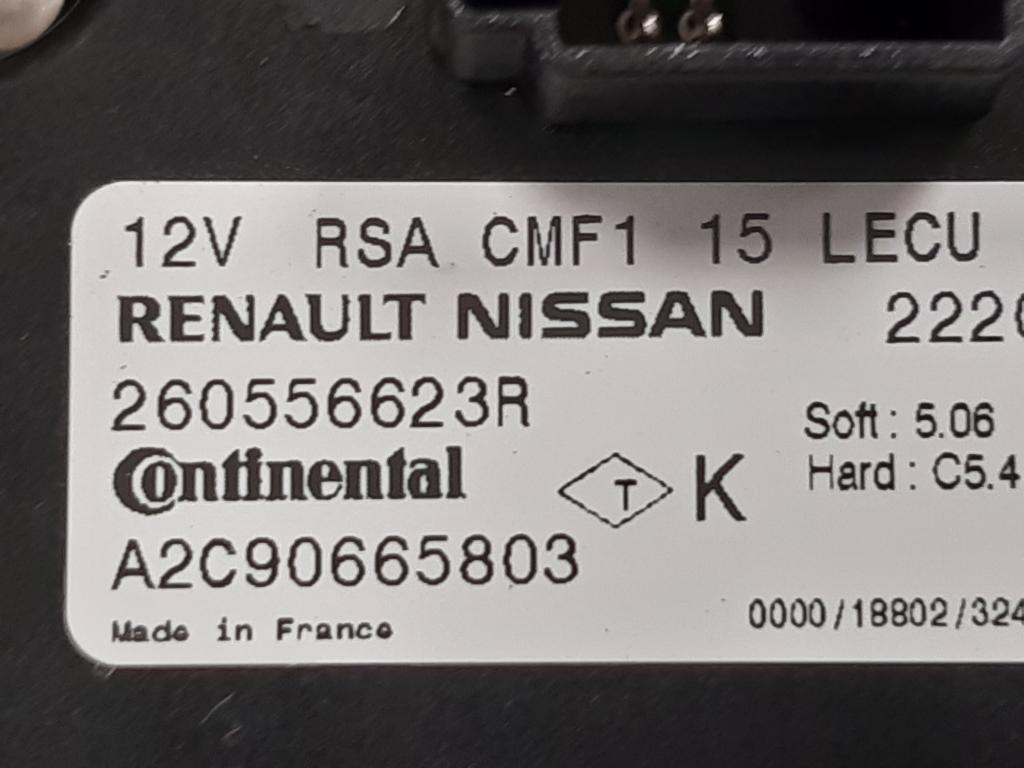 12V RSA CMF1 15 LECU
RENAULT NISSAN 222
260556623R
Soft : 5.06
Continental T K Hard : C5.4
A2C90665803
Made in France 0000/18802/324